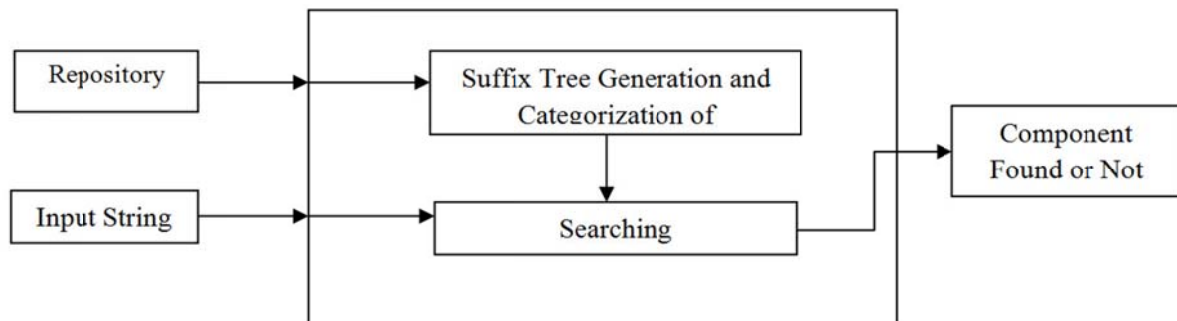 Repository
Suffix Tree Generation and
Categorization of
Component
Found or Not
Input String
Searching